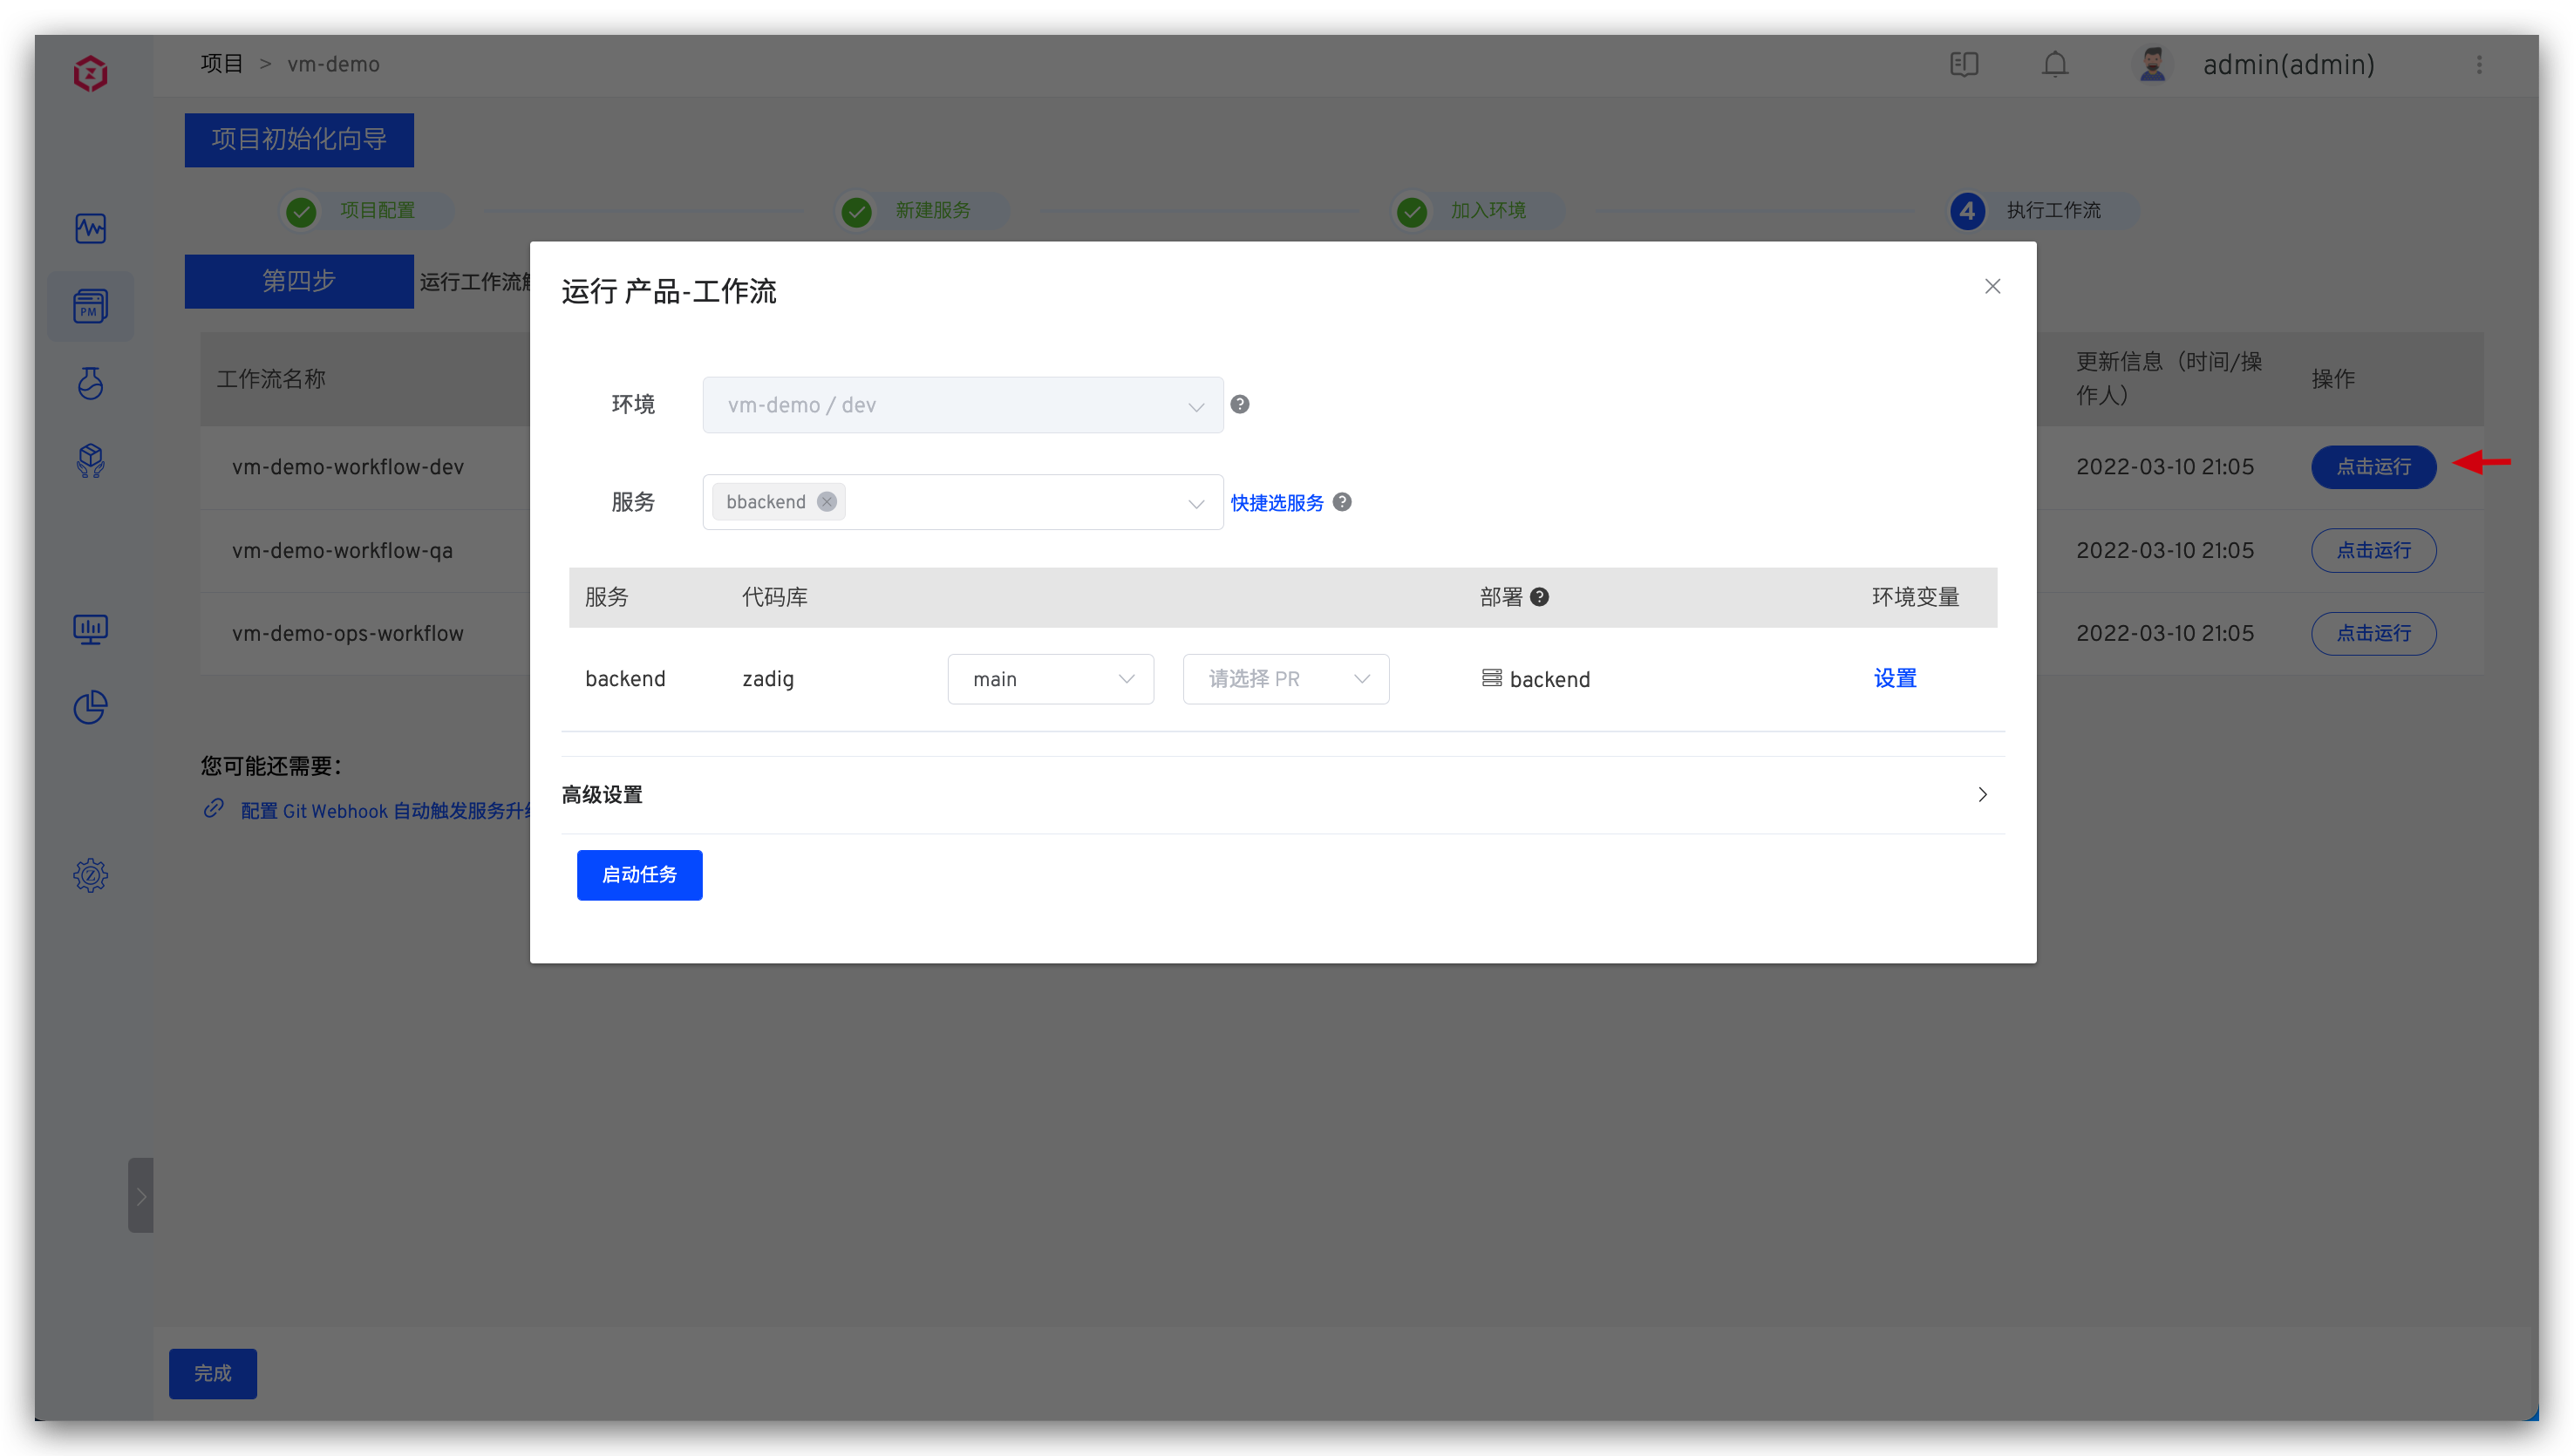 项目 > vm-demo
admin(admin)
项目初始化向导
项目配置
新建服务
加入环境
4 执行工作流
第四步 运行工作流
工作流名称
更新信息（时间/操
作人）
操作
vm-demo-workflow-dev
2022-03-10 21:05
点击运行
vm-demo-workflow-qa
2022-03-10 21:05
点击运行
vm-demo-ops-workflow
2022-03-10 21:05
点击运行
您可能还需要：
配置 Git Webhook 自动触发服务升
PM
运行 产品-工作流
环境 vm-demo / dev ?
服务 bbackend 快捷选服务 ?
服务 代码库 部署 ? 环境变量
backend zadig main 请选择 PR backend 设置
高级设置
启动任务
完成